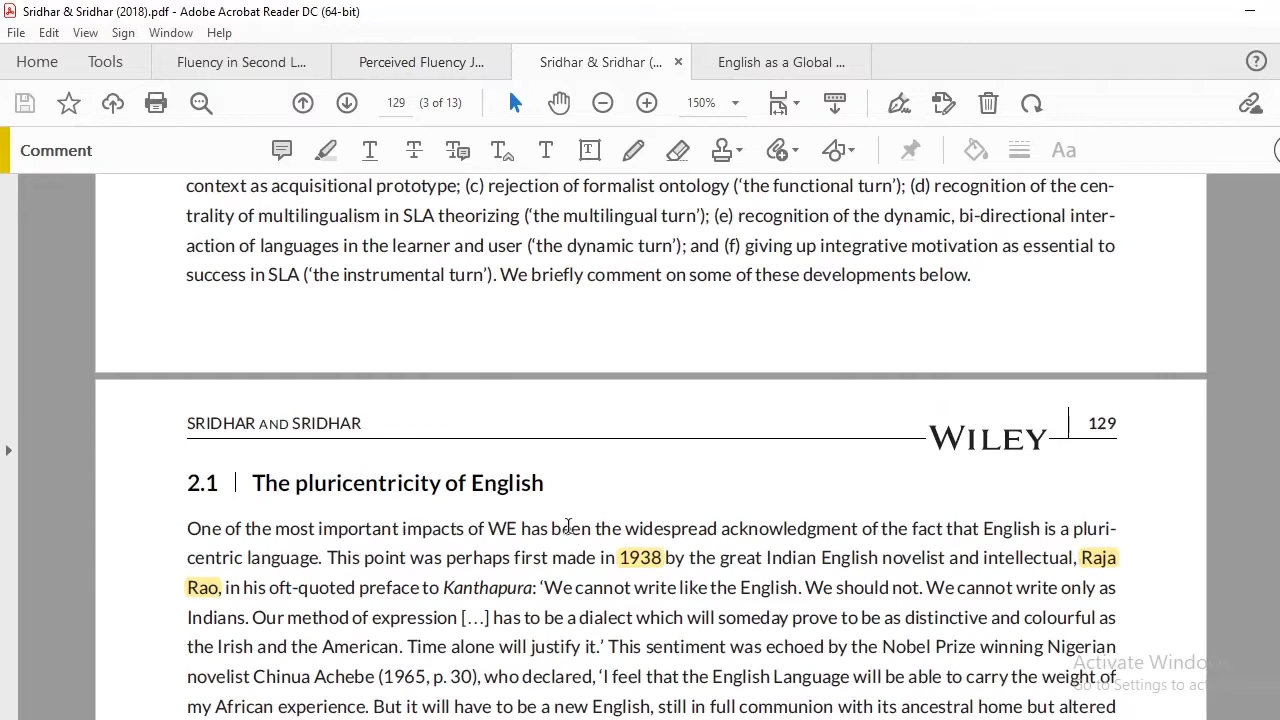 Sridhar & Sridhar (2018).pdf - Adobe Acrobat Reader DC (64-bit)
File Edit View Sign Window Help
Home Tools Fluency in Second L... Perceived Fluency J... Sridhar & Sridhar (... × English as a Global ...
129 (3 of 13) 150%
Comment
context as acquisitional prototype; (c) rejection of formalist ontology (‘the functional turn’); (d) recognition of the cen-
trality of multilingualism in SLA theorizing (‘the multilingual turn’); (e) recognition of the dynamic, bi-directional inter-
action of languages in the learner and user (‘the dynamic turn’); and (f) giving up integrative motivation as essential to
success in SLA (‘the instrumental turn’). We briefly comment on some of these developments below.
SRIDHAR AND SRIDHAR WILEY 129
2.1 | The pluricentricity of English
One of the most important impacts of WE has been the widespread acknowledgment of the fact that English is a pluri-
centric language. This point was perhaps first made in 1938 by the great Indian English novelist and intellectual, Raja
Rao, in his oft-quoted preface to Kanthapura: ‘We cannot write like the English. We should not. We cannot write only as
Indians. Our method of expression […] has to be a dialect which will someday prove to be as distinctive and colourful as
the Irish and the American. Time alone will justify it.’ This sentiment was echoed by the Nobel Prize winning Nigerian
novelist Chinua Achebe (1965, p. 30), who declared, ‘I feel that the English Language will be able to carry the weight of
my African experience. But it will have to be a new English, still in full communion with its ancestral home but altered
Activate Windo
Go to Settings to act